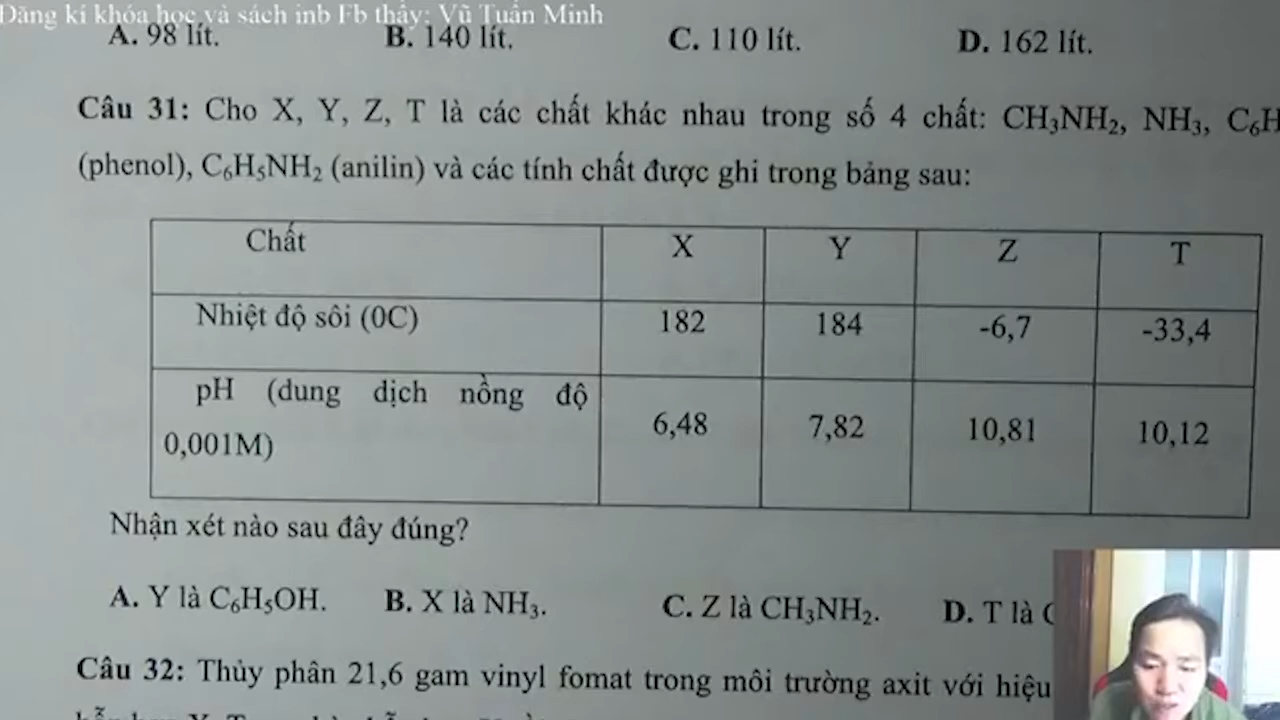 Đăng kí khóa học và sách inb Fb thầy: Vũ Tuấn Minh
A. 98 lít. B. 140 lít. C. 110 lít. D. 162 lít.
Câu 31: Cho X, Y, Z, T là các chất khác nhau trong số 4 chất: CH₃NH₂, NH₃, C₆H
(phenol), C₆H₅NH₂ (anilin) và các tính chất được ghi trong bảng sau:
Chất X Y Z T
Nhiệt độ sôi (0C) 182 184 -6,7 -33,4
pH (dung dịch nồng độ
0,001M) 6,48 7,82 10,81 10,12
Nhận xét nào sau đây đúng?
A. Y là C₆H₅OH. B. X là NH₃. C. Z là CH₃NH₂. D. T là
Câu 32: Thủy phân 21,6 gam vinyl fomat trong môi trường axit với hiệu